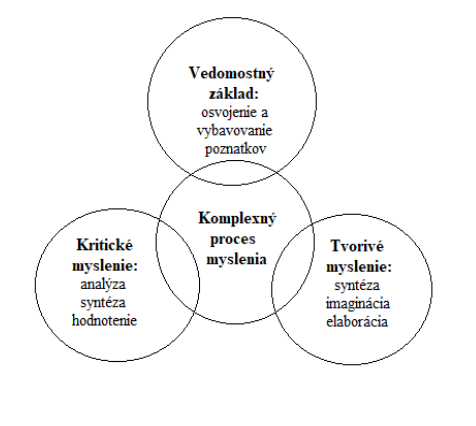 Vedomostný
základ:
osvojenie a
vybavovanie
poznatkov
Komplexný
proces
myslenia
Kritické
myslenie:
analýza
syntéza
hodnotenie
Tvorivé
myslenie:
syntéza
imaginácia
elaborácia